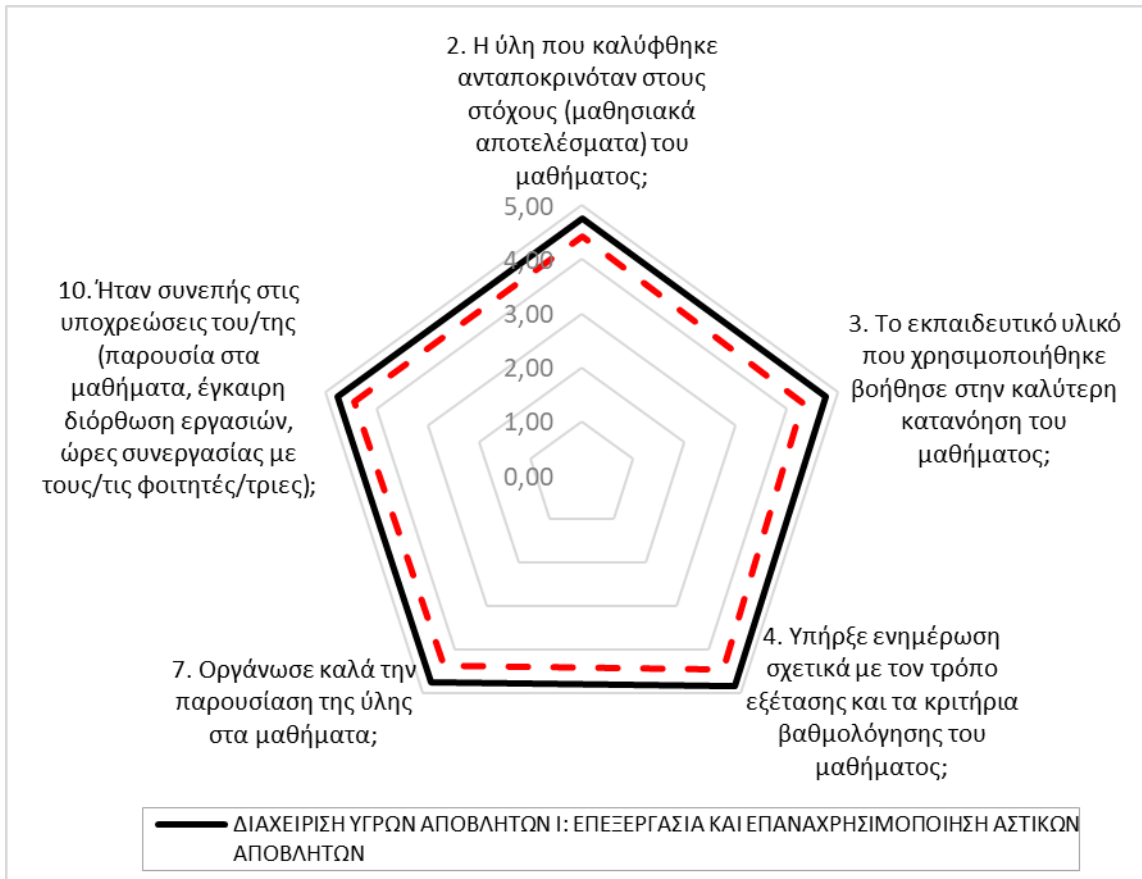 2. Η ύλη που καλύφθηκε
ανταποκρινόταν στους
στόχους (μαθησιακά
αποτελέσματα) του
μαθήματος;
5,00
4,00
3,00
2,00
1,00
0,00
3. Το εκπαιδευτικό υλικό
που χρησιμοποιήθηκε
βοήθησε στην καλύτερη
κατανόηση του
μαθήματος;
4. Υπήρξε ενημέρωση
σχετικά με τον τρόπο
εξέτασης και τα κριτήρια
βαθμολόγησης του
μαθήματος;
7. Οργάνωσε καλά την
παρουσίαση της ύλης
στα μαθήματα;
10. Ήταν συνεπής στις
υποχρεώσεις του/της
(παρουσία στα
μαθήματα, έγκαιρη
διόρθωση εργασιών,
ώρες συνεργασίας με
τους/τις φοιτητές/τριες);
ΔΙΑΧΕΙΡΙΣΗ ΥΓΡΩΝ ΑΠΟΒΛΗΤΩΝ Ι: ΕΠΕΞΕΡΓΑΣΙΑ ΚΑΙ ΕΠΑΝΑΧΡΗΣΙΜΟΠΟΙΗΣΗ ΑΣΤΙΚΩΝ
ΑΠΟΒΛΗΤΩΝ